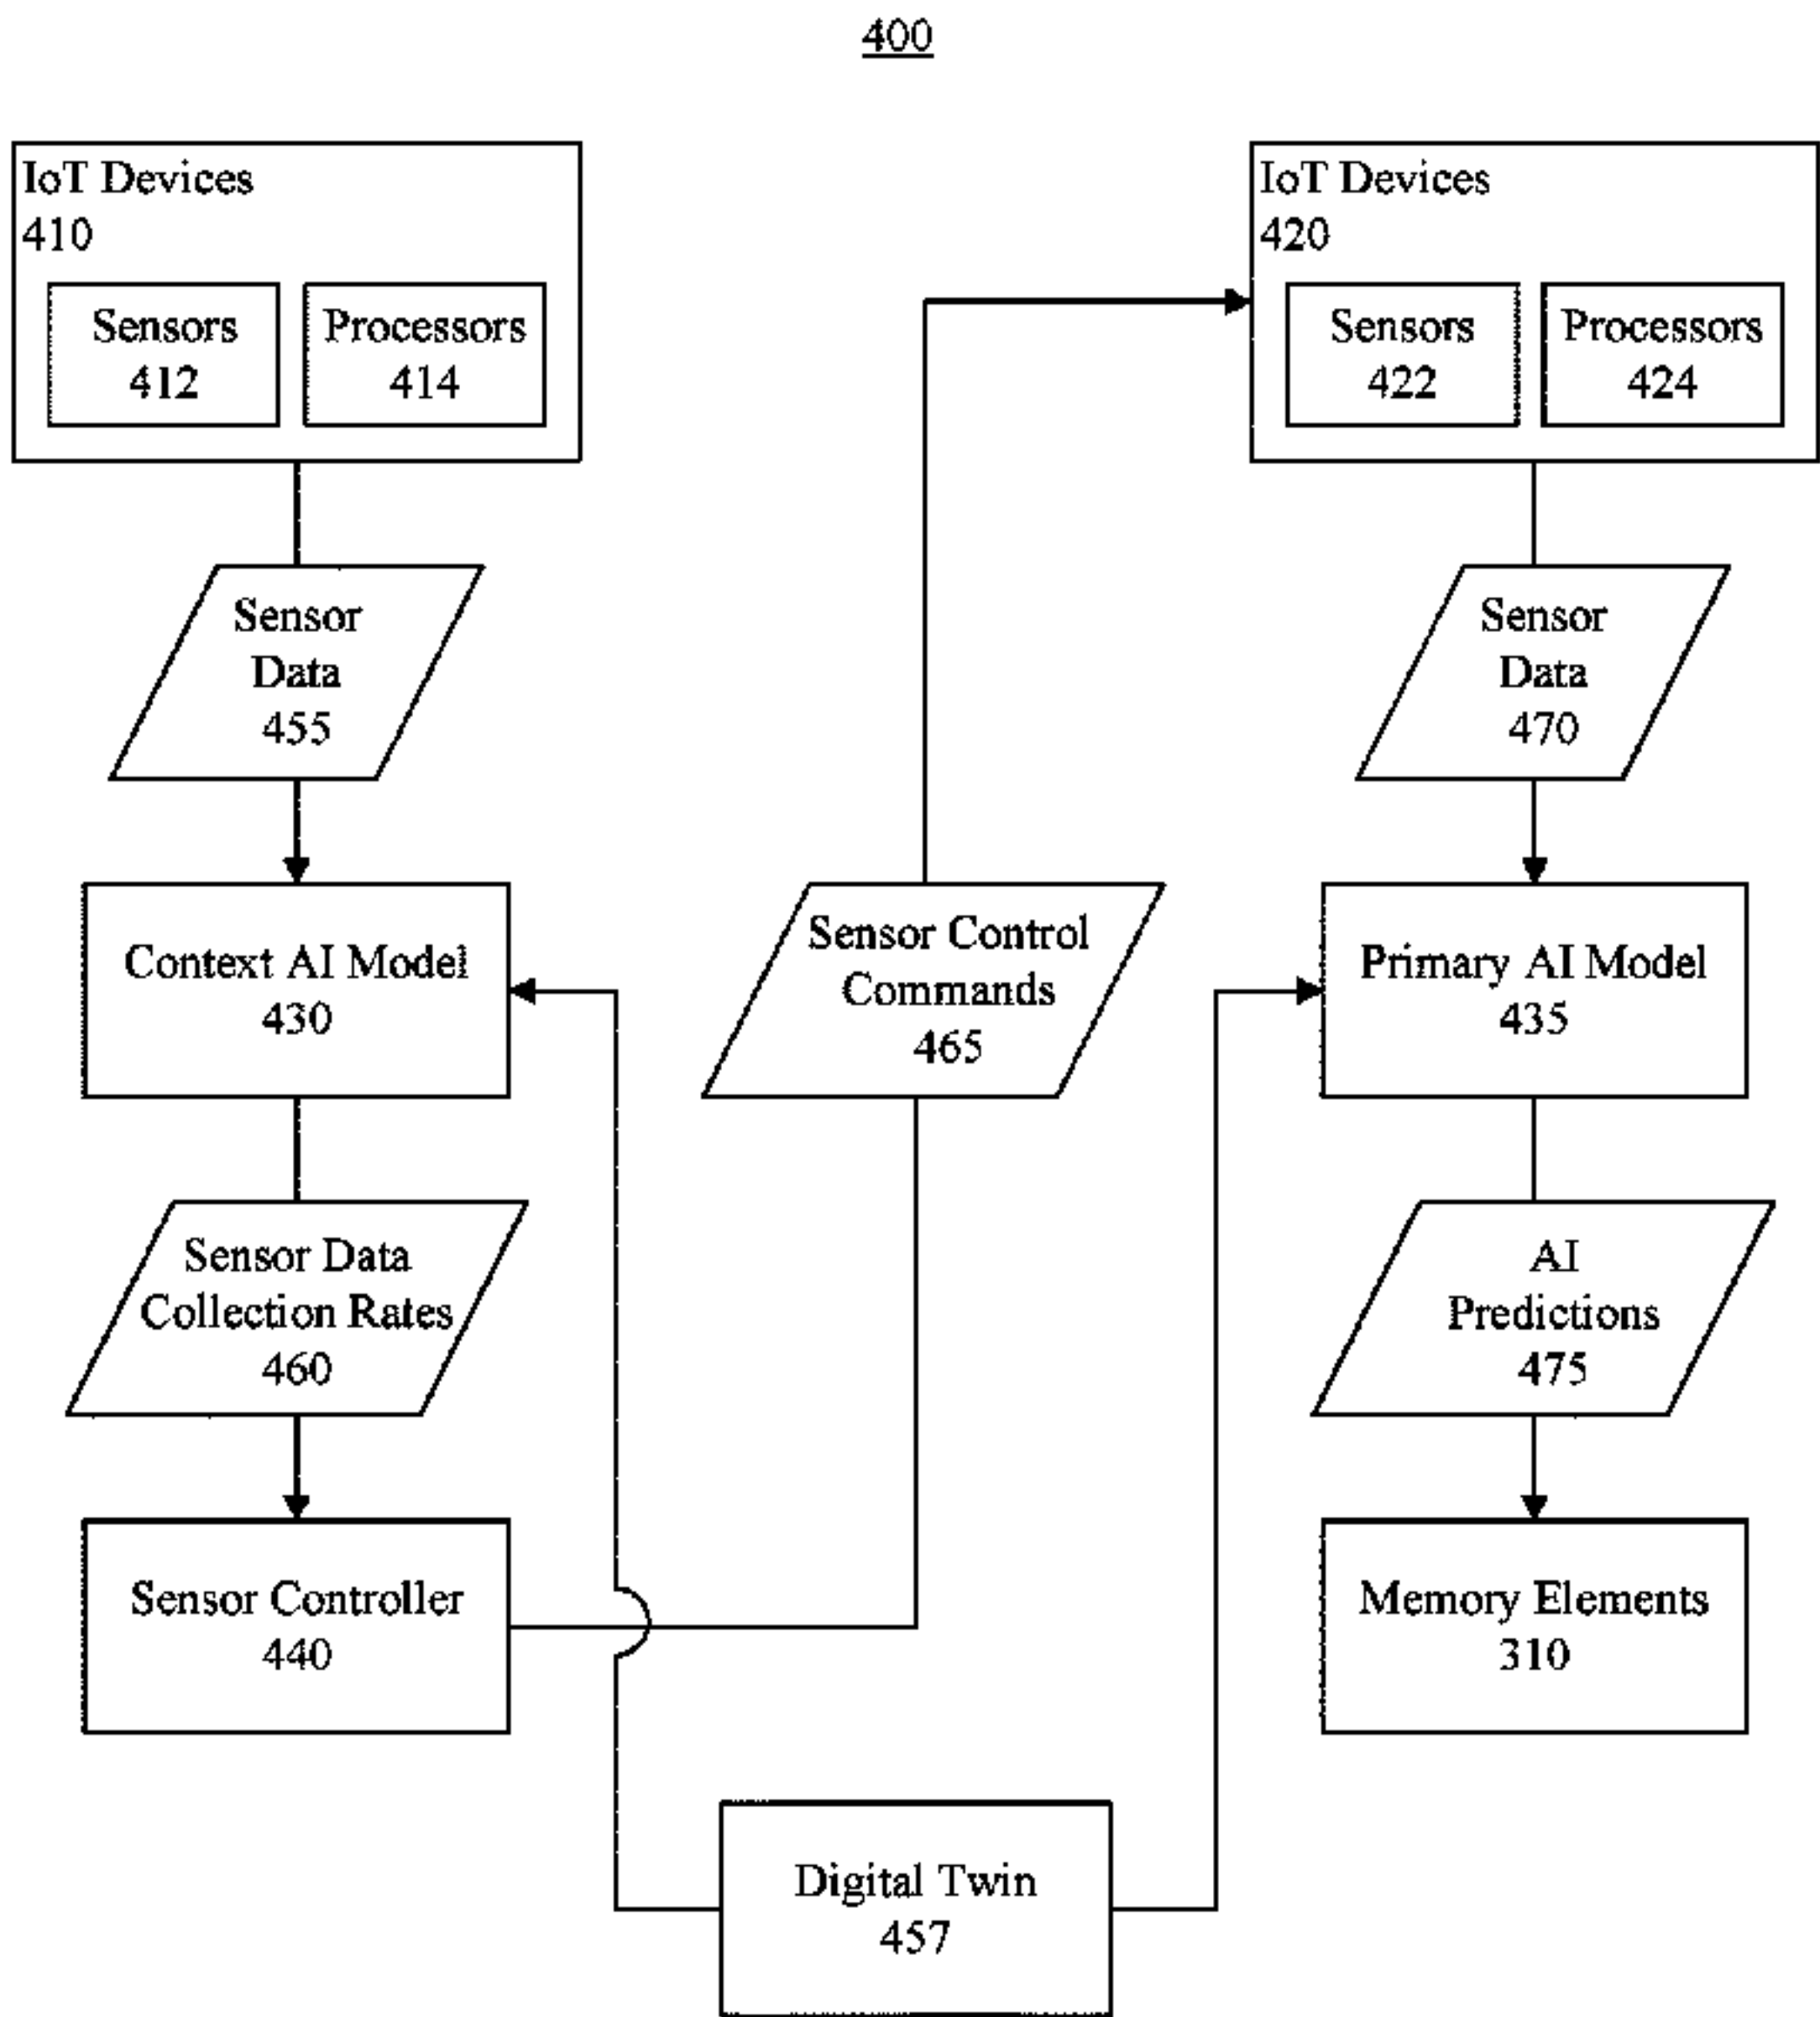 400
IoT Devices
410
Sensors
412
Processors
414
IoT Devices
420
Sensors
422
Processors
424
Sensor
Data
455
Sensor
Data
470
Context AI Model
430
Sensor Control
Commands
465
Primary AI Model
435
Sensor Data
Collection Rates
460
AI
Predictions
475
Sensor Controller
440
Memory Elements
310
Digital Twin
457